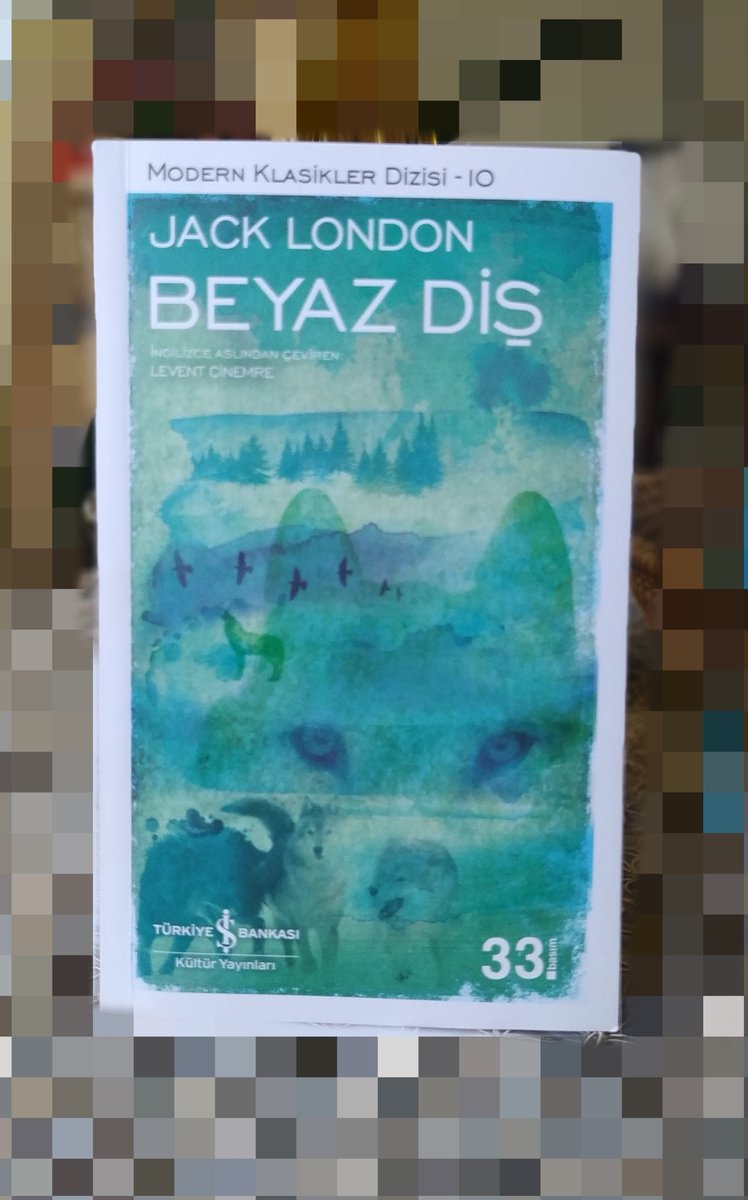 MODERN KLASİKLER DİZİSİ - 10
JACK LONDON
BEYAZ DİŞ
İNGİLİZCE ASLINDAN ÇEVİREN
LEVENT CİNEMRE
TÜRKİYE İŞ BANKASI
Kültür Yayınları
33. basım